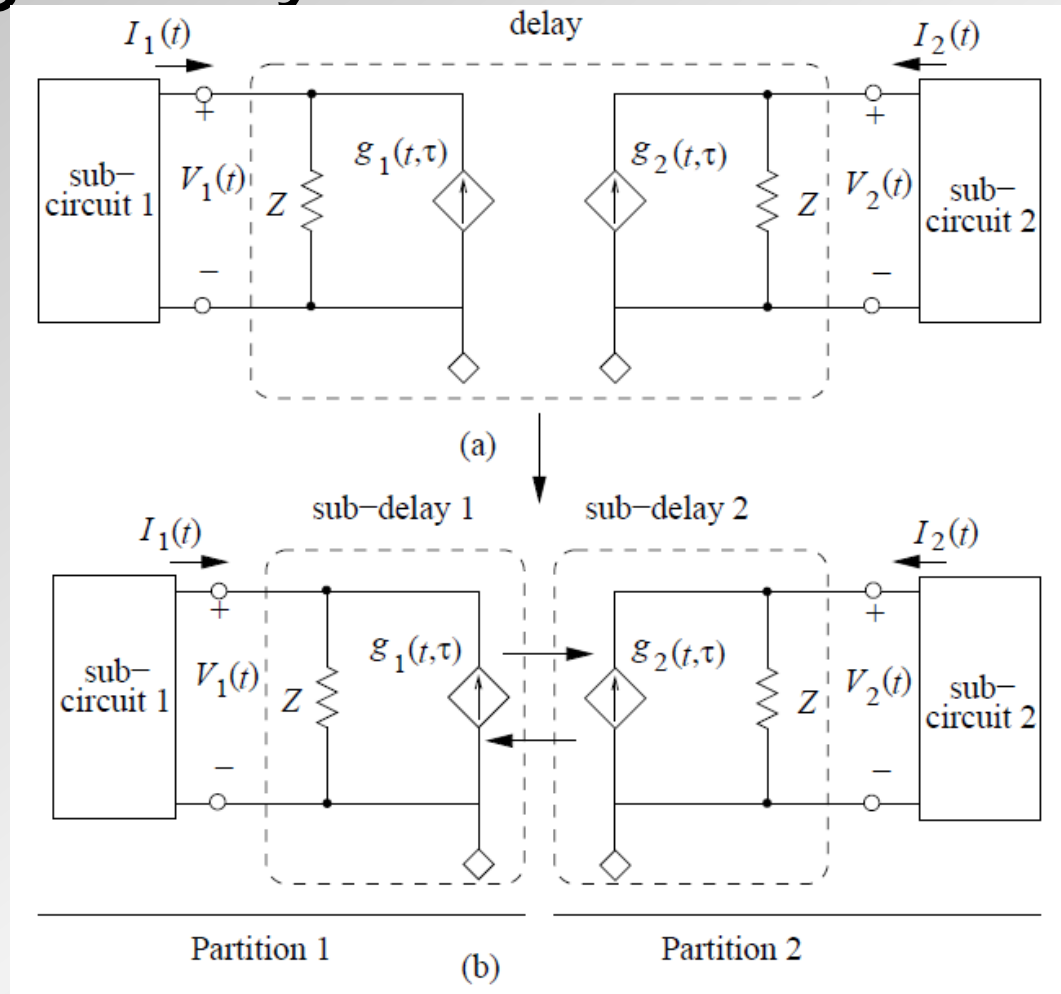 delay
I₁(t)
I₂(t)
+
+
sub–
circuit 1
V₁(t)
Z
g₁(t,τ)
g₂(t,τ)
Z
V₂(t)
sub–
circuit 2
–
–
(a)
sub–delay 1
sub–delay 2
I₁(t)
I₂(t)
+
+
sub–
circuit 1
V₁(t)
Z
g₁(t,τ)
g₂(t,τ)
Z
V₂(t)
sub–
circuit 2
–
–
Partition 1
Partition 2
(b)